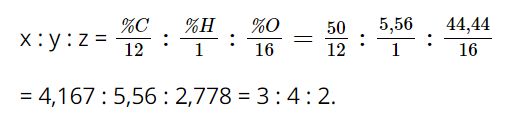 x : y : z = %C/12 : %H/1 : %O/16 = 50/12 : 5,56/1 : 44,44/16
= 4,167 : 5,56 : 2,778 = 3 : 4 : 2.